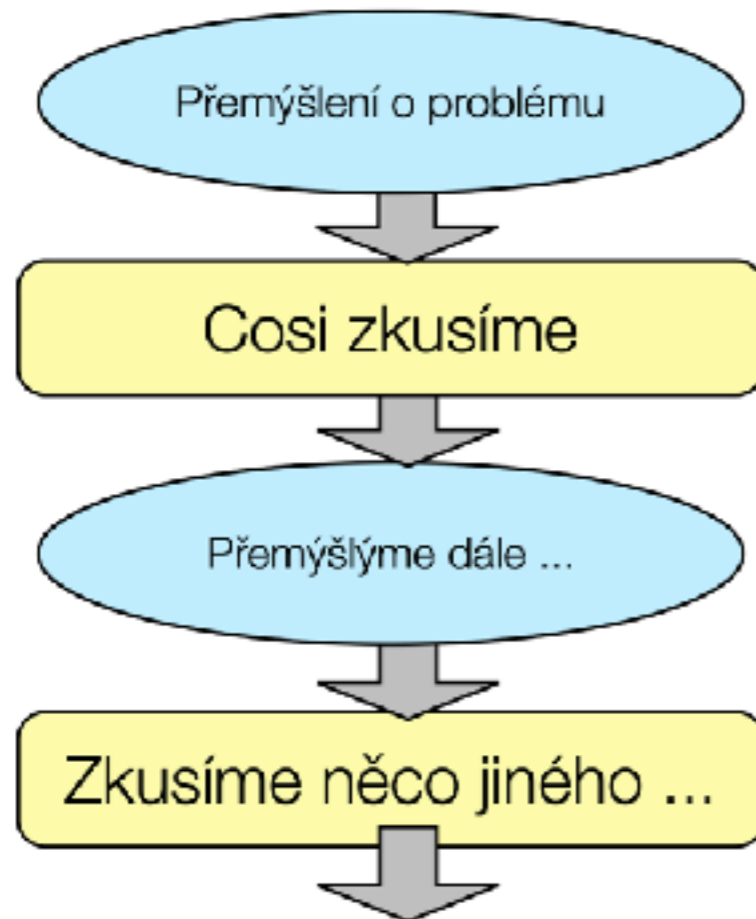 Přemýšlení o problému
Cosi zkusíme
Přemýšlýme dále ...
Zkusíme něco jiného ...